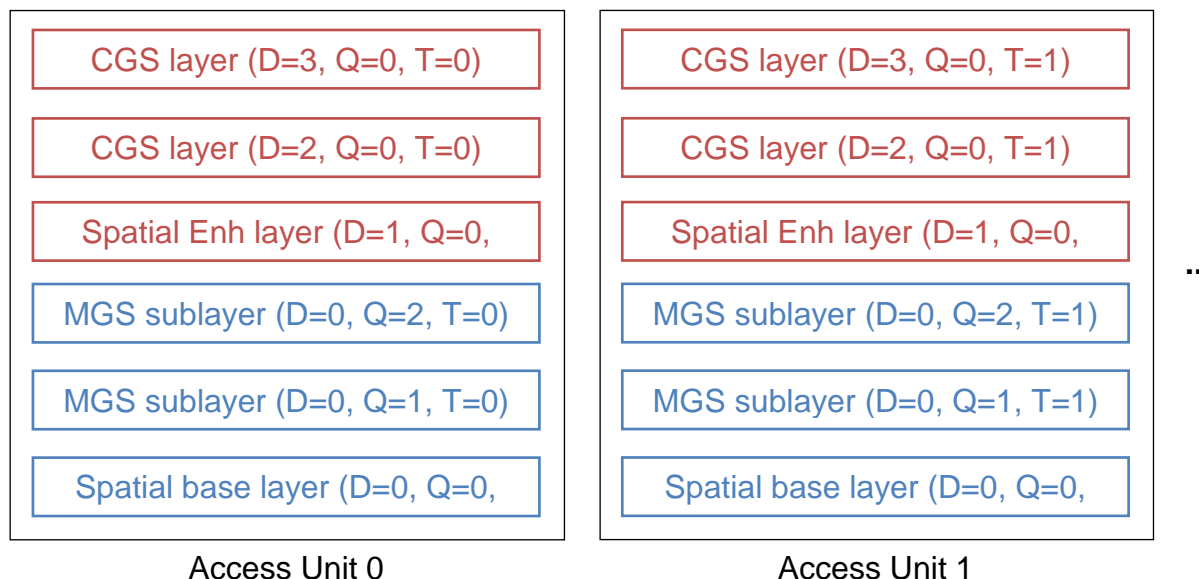 CGS layer (D=3, Q=0, T=0)
CGS layer (D=2, Q=0, T=0)
Spatial Enh layer (D=1, Q=0,
MGS sublayer (D=0, Q=2, T=0)
MGS sublayer (D=0, Q=1, T=0)
Spatial base layer (D=0, Q=0,
Access Unit 0
CGS layer (D=3, Q=0, T=1)
CGS layer (D=2, Q=0, T=1)
Spatial Enh layer (D=1, Q=0,
MGS sublayer (D=0, Q=2, T=1)
MGS sublayer (D=0, Q=1, T=1)
Spatial base layer (D=0, Q=0,
Access Unit 1
..